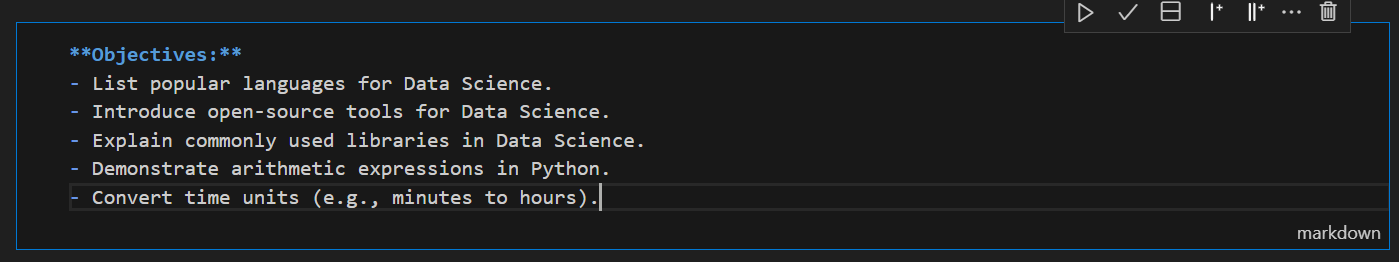 **Objectives:**
- List popular languages for Data Science.
- Introduce open-source tools for Data Science.
- Explain commonly used libraries in Data Science.
- Demonstrate arithmetic expressions in Python.
- Convert time units (e.g., minutes to hours).
markdown